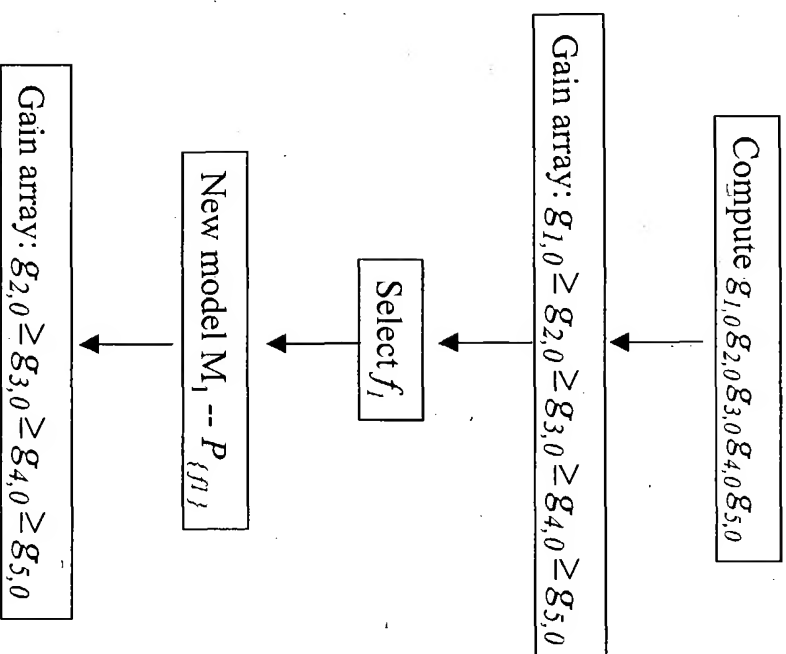 Compute g1,0g2,0g3,0g4,0g5,0
Gain array: g1,0 ≥ g2,0 ≥ g3,0 ≥ g4,0 ≥ g5,0
Select f1
New model M1 -- P{f1}
Gain array: g2,0 ≥ g3,0 ≥ g4,0 ≥ g5,0